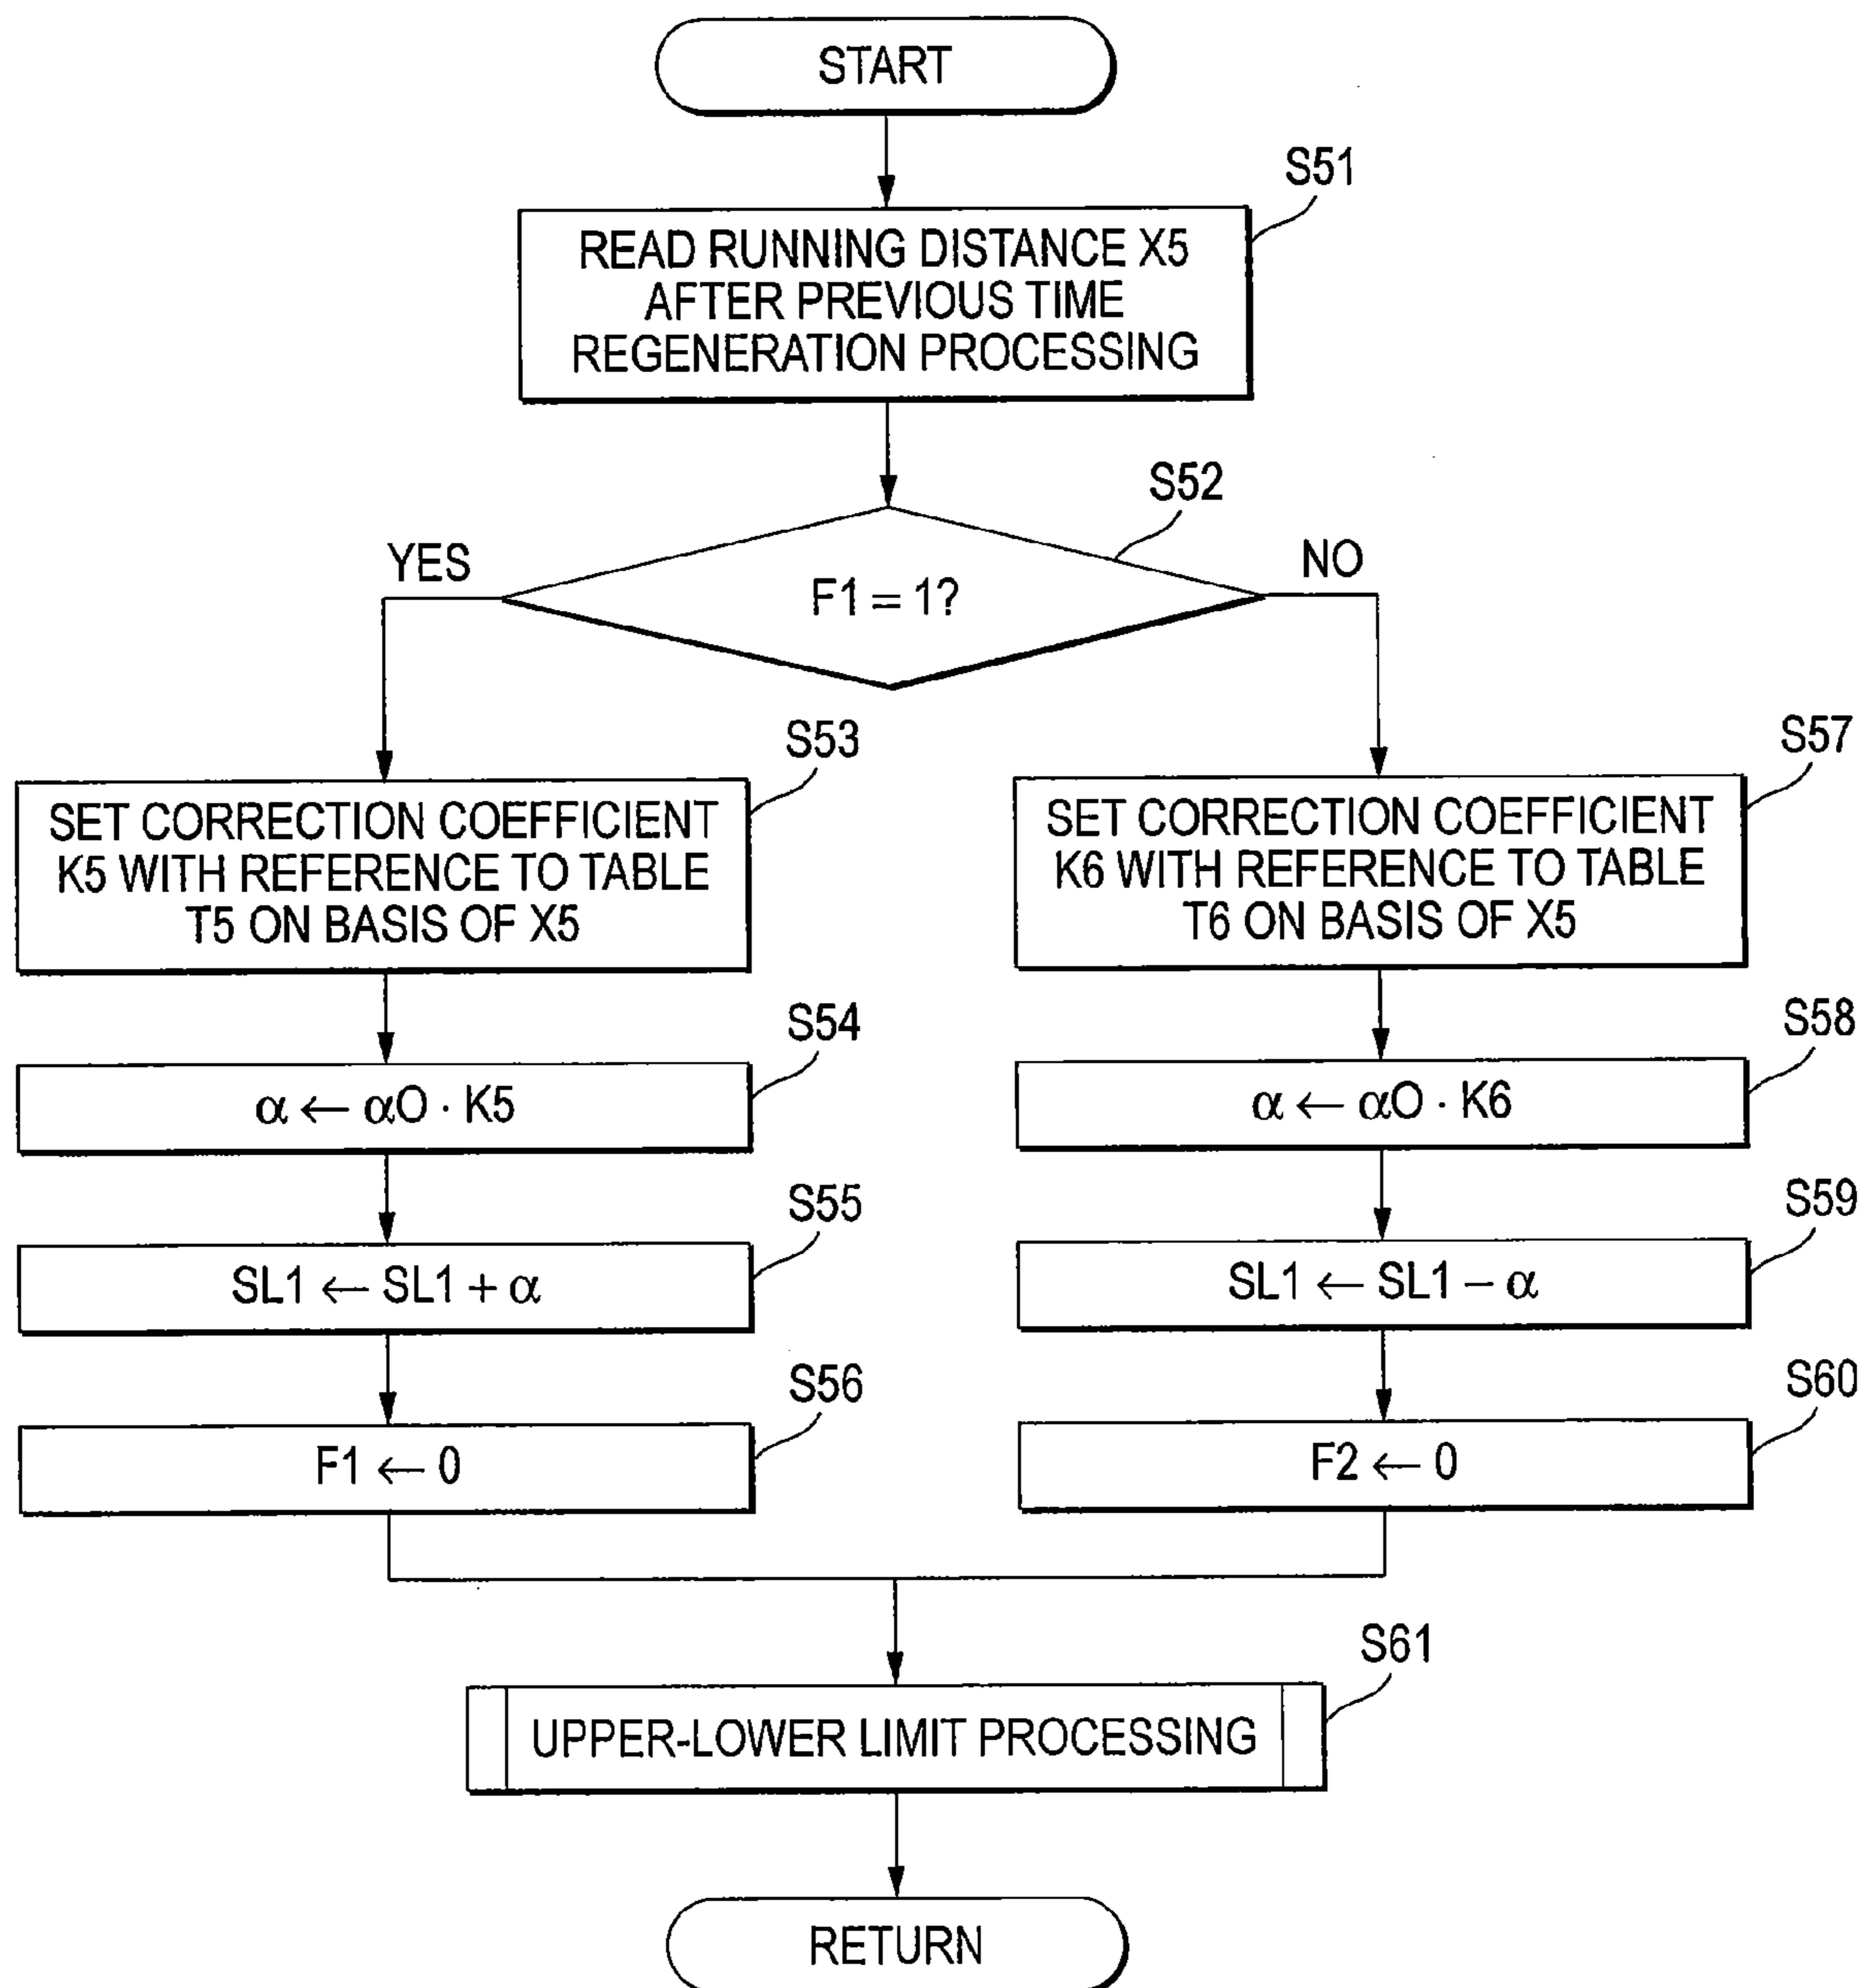 START
S51
READ RUNNING DISTANCE X5
AFTER PREVIOUS TIME
REGENERATION PROCESSING
S52
YES
F1 = 1?
NO
S53
SET CORRECTION COEFFICIENT
K5 WITH REFERENCE TO TABLE
T5 ON BASIS OF X5
S57
SET CORRECTION COEFFICIENT
K6 WITH REFERENCE TO TABLE
T6 ON BASIS OF X5
S54
α ← αO · K5
S58
α ← αO · K6
S55
SL1 ← SL1 + α
S59
SL1 ← SL1 − α
S56
F1 ← 0
S60
F2 ← 0
S61
UPPER-LOWER LIMIT PROCESSING
RETURN